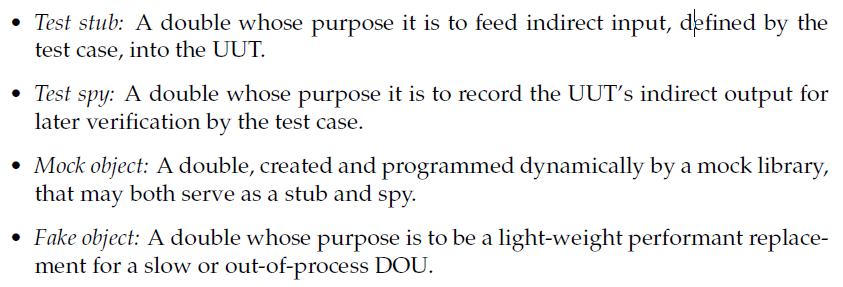 • Test stub: A double whose purpose it is to feed indirect input, defined by the
test case, into the UUT.
• Test spy: A double whose purpose it is to record the UUT's indirect output for
later verification by the test case.
• Mock object: A double, created and programmed dynamically by a mock library,
that may both serve as a stub and spy.
• Fake object: A double whose purpose is to be a light-weight performant replace-
ment for a slow or out-of-process DOU.